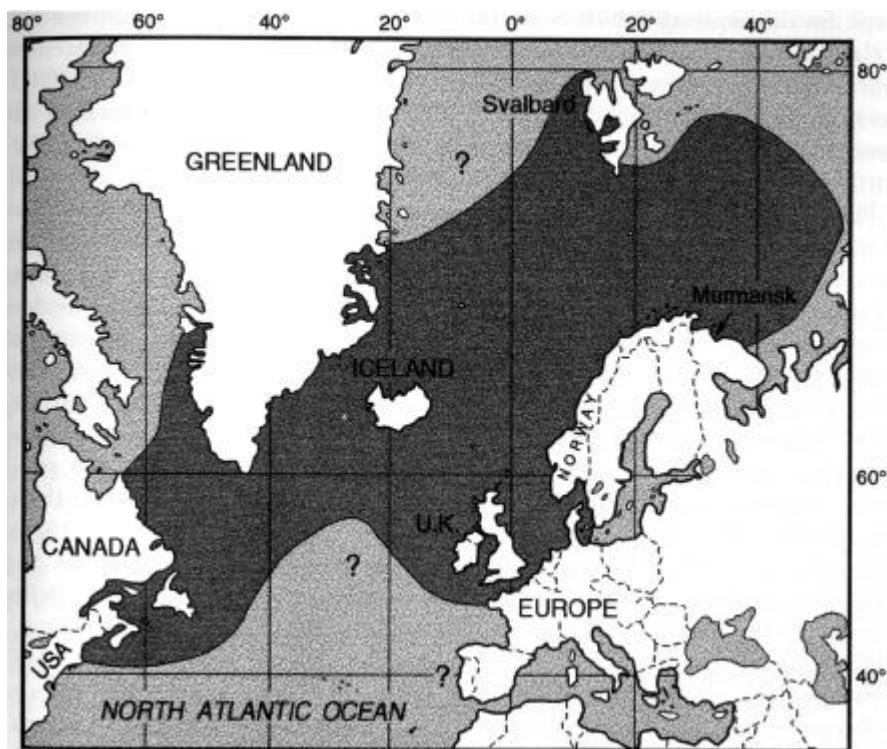 80° 60° 40° 20° 0° 20° 40°
80°
Svalbard
GREENLAND
?
Murmansk
ICELAND
NORWAY
60°
U.K.
CANADA
?
EUROPE
USA
?
40°
NORTH ATLANTIC OCEAN